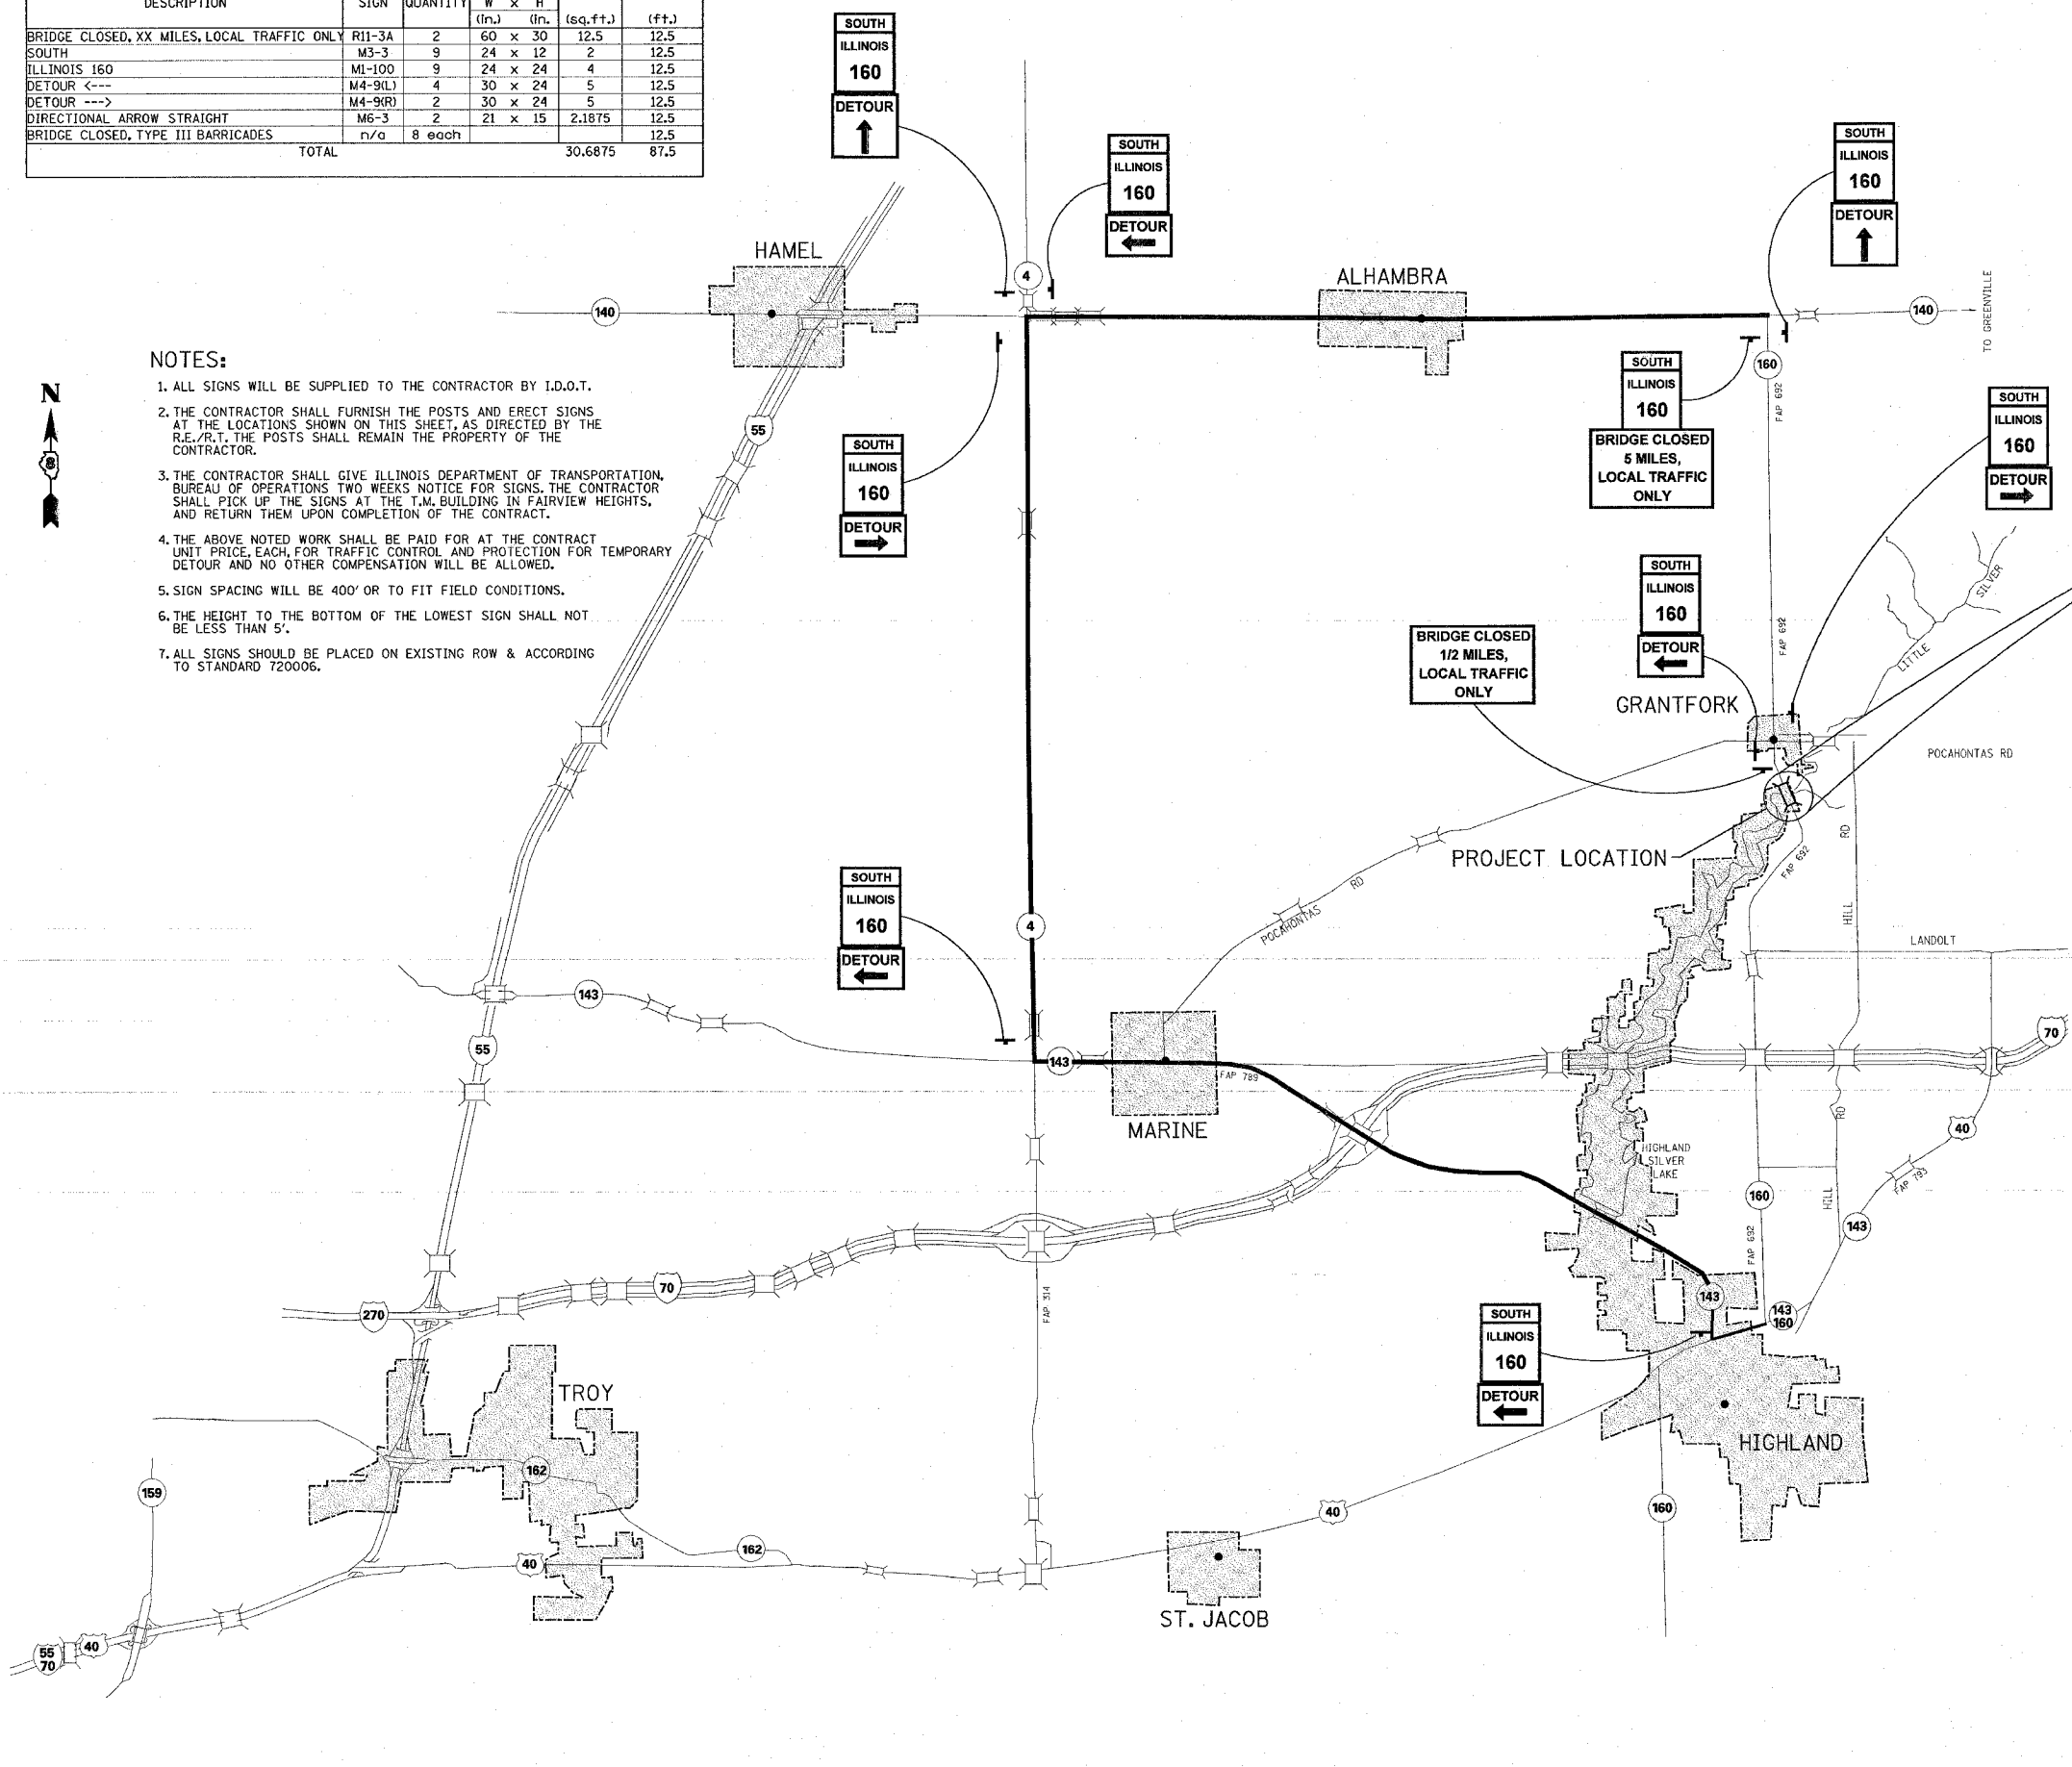 DESCRIPTION SIGN QUANTITY W x H
(in.) (in. (sq.ft.) (ft.)
BRIDGE CLOSED, XX MILES, LOCAL TRAFFIC ONLY R11-3A 2 60 x 30 12.5 12.5
SOUTH M3-3 9 24 x 12 2 12.5
ILLINOIS 160 M1-100 9 24 x 24 4 12.5
DETOUR <--- M4-9(L) 4 30 x 24 5 12.5
DETOUR ---> M4-9(R) 2 30 x 24 5 12.5
DIRECTIONAL ARROW STRAIGHT M6-3 2 21 x 15 2.1875 12.5
BRIDGE CLOSED, TYPE III BARRICADES n/a 8 each 12.5
TOTAL 30.6875 87.5
SOUTH
ILLINOIS
160
DETOUR
SOUTH
ILLINOIS
160
DETOUR
SOUTH
ILLINOIS
160
DETOUR
HAMEL
4
ALHAMBRA
140
140
TO GREENVILLE
NOTES:
1. ALL SIGNS WILL BE SUPPLIED TO THE CONTRACTOR BY I.D.O.T.
2. THE CONTRACTOR SHALL FURNISH THE POSTS AND ERECT SIGNS
AT THE LOCATIONS SHOWN ON THIS SHEET, AS DIRECTED BY THE
R.E./R.T. THE POSTS SHALL REMAIN THE PROPERTY OF THE
CONTRACTOR.
3. THE CONTRACTOR SHALL GIVE ILLINOIS DEPARTMENT OF TRANSPORTATION,
BUREAU OF OPERATIONS TWO WEEKS NOTICE FOR SIGNS. THE CONTRACTOR
SHALL PICK UP THE SIGNS AT THE T.M. BUILDING IN FAIRVIEW HEIGHTS,
AND RETURN THEM UPON COMPLETION OF THE CONTRACT.
4. THE ABOVE NOTED WORK SHALL BE PAID FOR AT THE CONTRACT
UNIT PRICE, EACH, FOR TRAFFIC CONTROL AND PROTECTION FOR TEMPORARY
DETOUR AND NO OTHER COMPENSATION WILL BE ALLOWED.
5. SIGN SPACING WILL BE 400' OR TO FIT FIELD CONDITIONS.
6. THE HEIGHT TO THE BOTTOM OF THE LOWEST SIGN SHALL NOT
BE LESS THAN 5'.
7. ALL SIGNS SHOULD BE PLACED ON EXISTING ROW & ACCORDING
TO STANDARD 720006.
N
8
55
SOUTH
ILLINOIS
160
DETOUR
SOUTH
ILLINOIS
160
BRIDGE CLOSED
5 MILES,
LOCAL TRAFFIC
ONLY
160
FAP 692
SOUTH
ILLINOIS
160
DETOUR
SOUTH
ILLINOIS
160
DETOUR
FAP 692
SILVER
LITTLE
BRIDGE CLOSED
1/2 MILES,
LOCAL TRAFFIC
ONLY
GRANTFORK
POCAHONTAS RD
PROJECT LOCATION
FAP 692
RD
HILL
LANDOLT
RD
POCAHONTAS
SOUTH
ILLINOIS
160
DETOUR
4
143
55
143
MARINE
FAP 789
70
RD
40
HIGHLAND
SILVER
LAKE
160
HILL
FAP 793
143
FAP 692
70
270
FAP 314
143
143
160
SOUTH
ILLINOIS
160
DETOUR
TROY
HIGHLAND
162
159
160
40
162
40
ST. JACOB
40
55
70